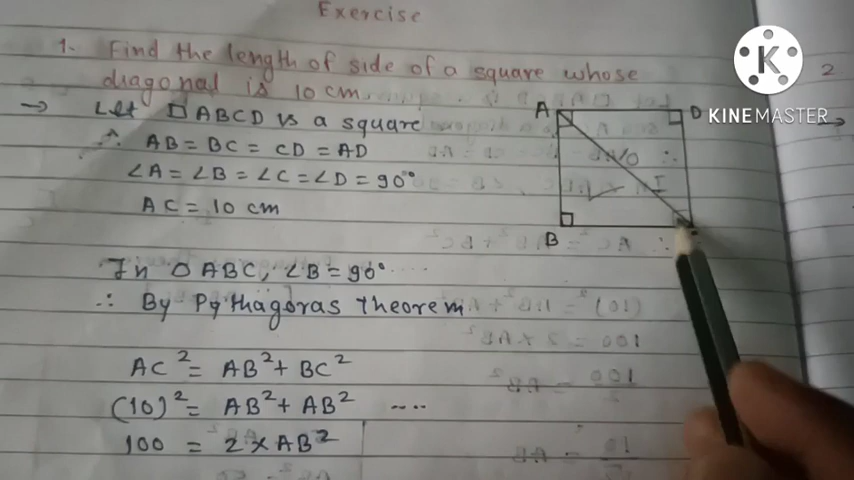 Exercise
1. Find the length of side of a square whose
diagonal is 10 cm.
→ Let □ ABCD is a square
∴ AB = BC = CD = AD
∠A = ∠B = ∠C = ∠D = 90°
AC = 10 cm
A
D
B
In △ ABC, ∠B = 90°
∴ By Pythagoras Theorem
AC² = AB² + BC²
(10)² = AB² + AB² ....
100 = 2 × AB²
2
→
K
KINEMASTER